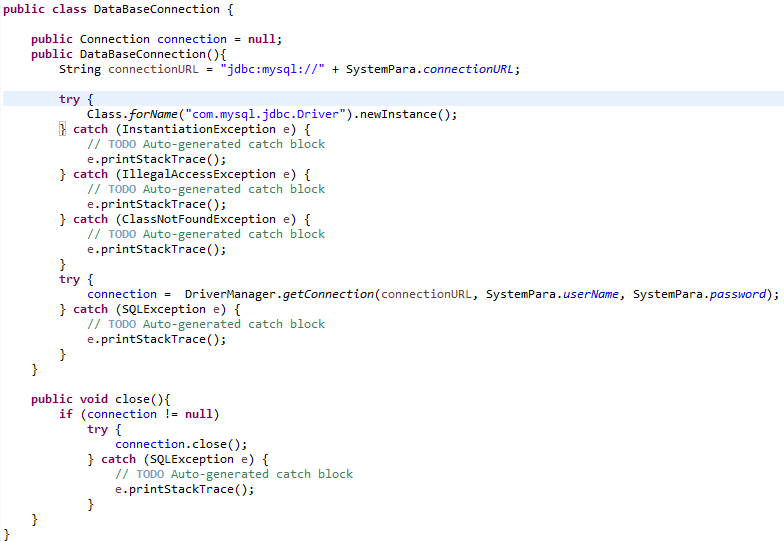 public class DataBaseConnection {
public Connection connection = null;
public DataBaseConnection(){
String connectionURL = "jdbc:mysql://" + SystemPara.connectionURL;
try {
Class.forName("com.mysql.jdbc.Driver").newInstance();
} catch (InstantiationException e) {
// TODO Auto-generated catch block
e.printStackTrace();
} catch (IllegalAccessException e) {
// TODO Auto-generated catch block
e.printStackTrace();
} catch (ClassNotFoundException e) {
// TODO Auto-generated catch block
e.printStackTrace();
}
try {
connection =  DriverManager.getConnection(connectionURL, SystemPara.userName, SystemPara.password);
} catch (SQLException e) {
// TODO Auto-generated catch block
e.printStackTrace();
}
}
public void close(){
if (connection != null)
try {
connection.close();
} catch (SQLException e) {
// TODO Auto-generated catch block
e.printStackTrace();
}
}
}